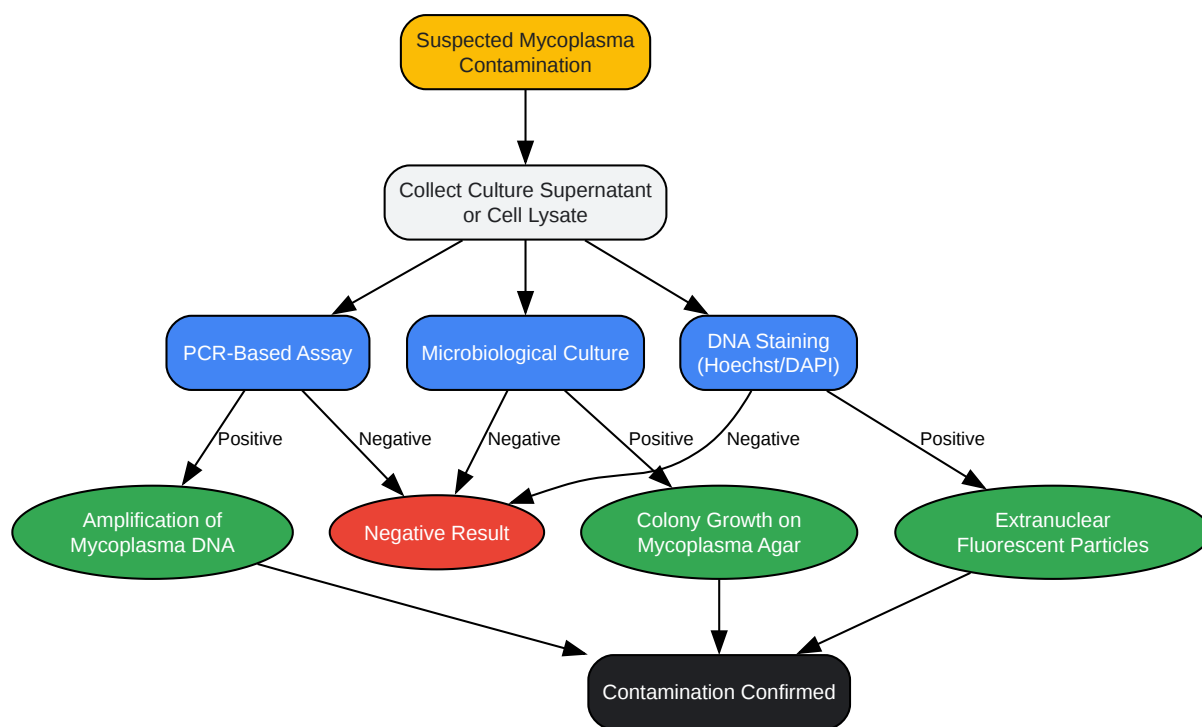 Suspected Mycoplasma
Contamination
Collect Culture Supernatant
or Cell Lysate
PCR-Based Assay
Microbiological Culture
DNA Staining
(Hoechst/DAPI)
Positive
Negative
Negative
Positive
Negative
Positive
Amplification of
Mycoplasma DNA
Negative Result
Colony Growth on
Mycoplasma Agar
Extranuclear
Fluorescent Particles
Contamination Confirmed